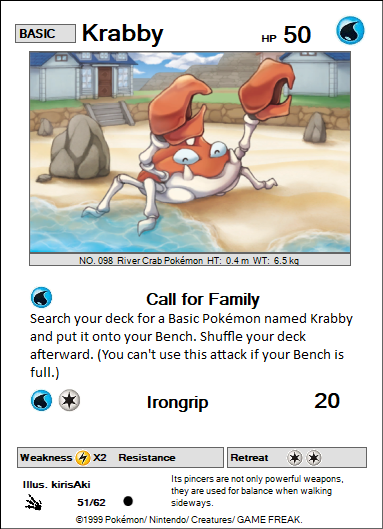 BASIC Krabby HP 50
NO. 098 River Crab Pokémon HT: 0.4 m WT: 6.5 kg
Call for Family
Search your deck for a Basic Pokémon named Krabby
and put it onto your Bench. Shuffle your deck
afterward. (You can't use this attack if your Bench is
full.)
Irongrip 20
Weakness X2 Resistance Retreat
Illus. kirisAki
51/62
Its pincers are not only powerful weapons,
they are used for balance when walking
sideways.
©1999 Pokémon/ Nintendo/ Creatures/ GAME FREAK.